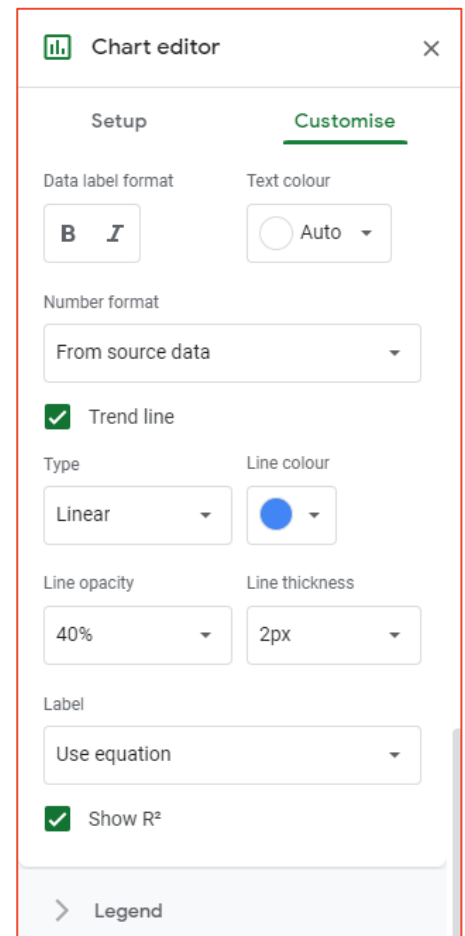 Chart editor
Setup Customise
Data label format Text colour
B I Auto
Number format
From source data
Trend line
Type Line colour
Linear
Line opacity Line thickness
40% 2px
Label
Use equation
Show R²
Legend